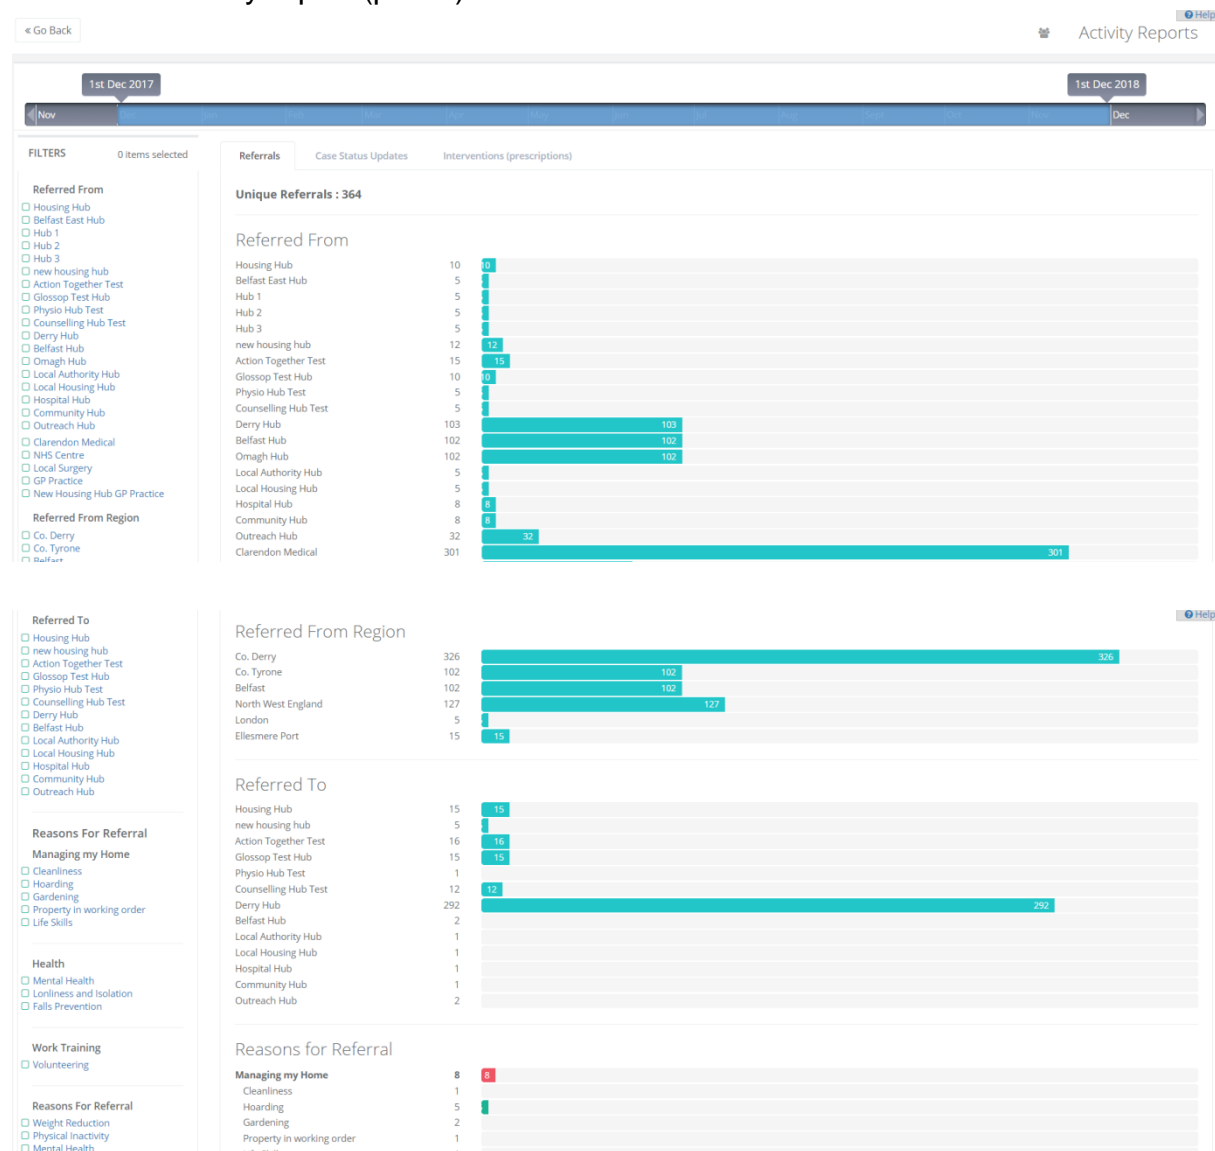 Help
« Go Back
Activity Reports
1st Dec 2017
1st Dec 2018
Nov Dec Jan Feb Mar Apr May Jun Jul Aug Sept Oct Nov Dec
FILTERS 0 items selected
Referred From
Housing Hub
Belfast East Hub
Hub 1
Hub 2
Hub 3
new housing hub
Action Together Test
Glossop Test Hub
Physio Hub Test
Counselling Hub Test
Derry Hub
Belfast Hub
Omagh Hub
Local Authority Hub
Local Housing Hub
Hospital Hub
Community Hub
Outreach Hub
Clarendon Medical
NHS Centre
Local Surgery
GP Practice
New Housing Hub GP Practice
Referred From Region
Co. Derry
Co. Tyrone
Belfast
Referrals Case Status Updates Interventions (prescriptions)
Unique Referrals : 364
Referred From
Housing Hub 10 10
Belfast East Hub 5
Hub 1 5
Hub 2 5
Hub 3 5
new housing hub 12 12
Action Together Test 15 15
Glossop Test Hub 10 10
Physio Hub Test 5
Counselling Hub Test 5
Derry Hub 103 103
Belfast Hub 102 102
Omagh Hub 102 102
Local Authority Hub 5
Local Housing Hub 5
Hospital Hub 8 8
Community Hub 8 8
Outreach Hub 32 32
Clarendon Medical 301 301
Help
Referred To
Housing Hub
new housing hub
Action Together Test
Glossop Test Hub
Physio Hub Test
Counselling Hub Test
Derry Hub
Belfast Hub
Local Authority Hub
Local Housing Hub
Hospital Hub
Community Hub
Outreach Hub
Reasons For Referral
Managing my Home
Cleanliness
Hoarding
Gardening
Property in working order
Life Skills
Health
Mental Health
Lonliness and Isolation
Falls Prevention
Work Training
Volunteering
Reasons For Referral
Weight Reduction
Physical Inactivity
Mental Health
Referred From Region
Co. Derry 326 326
Co. Tyrone 102 102
Belfast 102 102
North West England 127 127
London 5
Ellesmere Port 15 15
Referred To
Housing Hub 15 15
new housing hub 5
Action Together Test 16 16
Glossop Test Hub 15 15
Physio Hub Test 1
Counselling Hub Test 12 12
Derry Hub 292 292
Belfast Hub 2
Local Authority Hub 1
Local Housing Hub 1
Hospital Hub 1
Community Hub 1
Outreach Hub 2
Reasons for Referral
Managing my Home 8 8
Cleanliness 1
Hoarding 5
Gardening 2
Property in working order 1